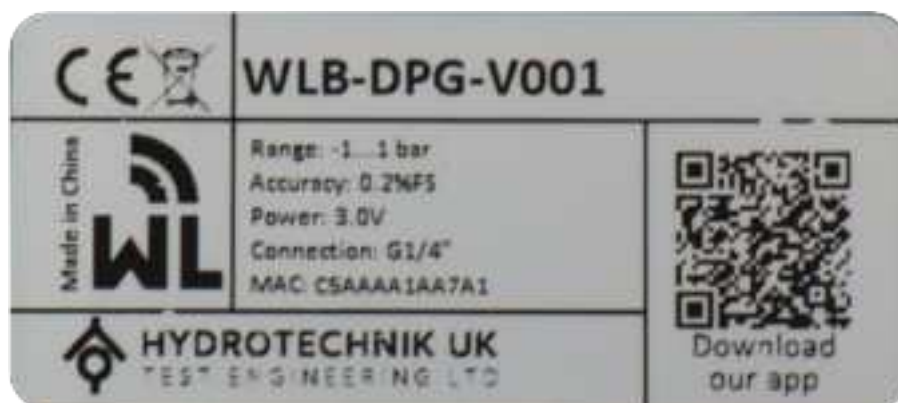 CE
WLB-DPG-V001
Made in China
WL
Range: -1...1 bar
Accuracy: 0.2%FS
Power: 3.0V
Connection: G1/4"
MAC: C5AAAA1AA7A1
HYDROTECHNIK UK
TEST ENGINEERING LTD
Download
our app